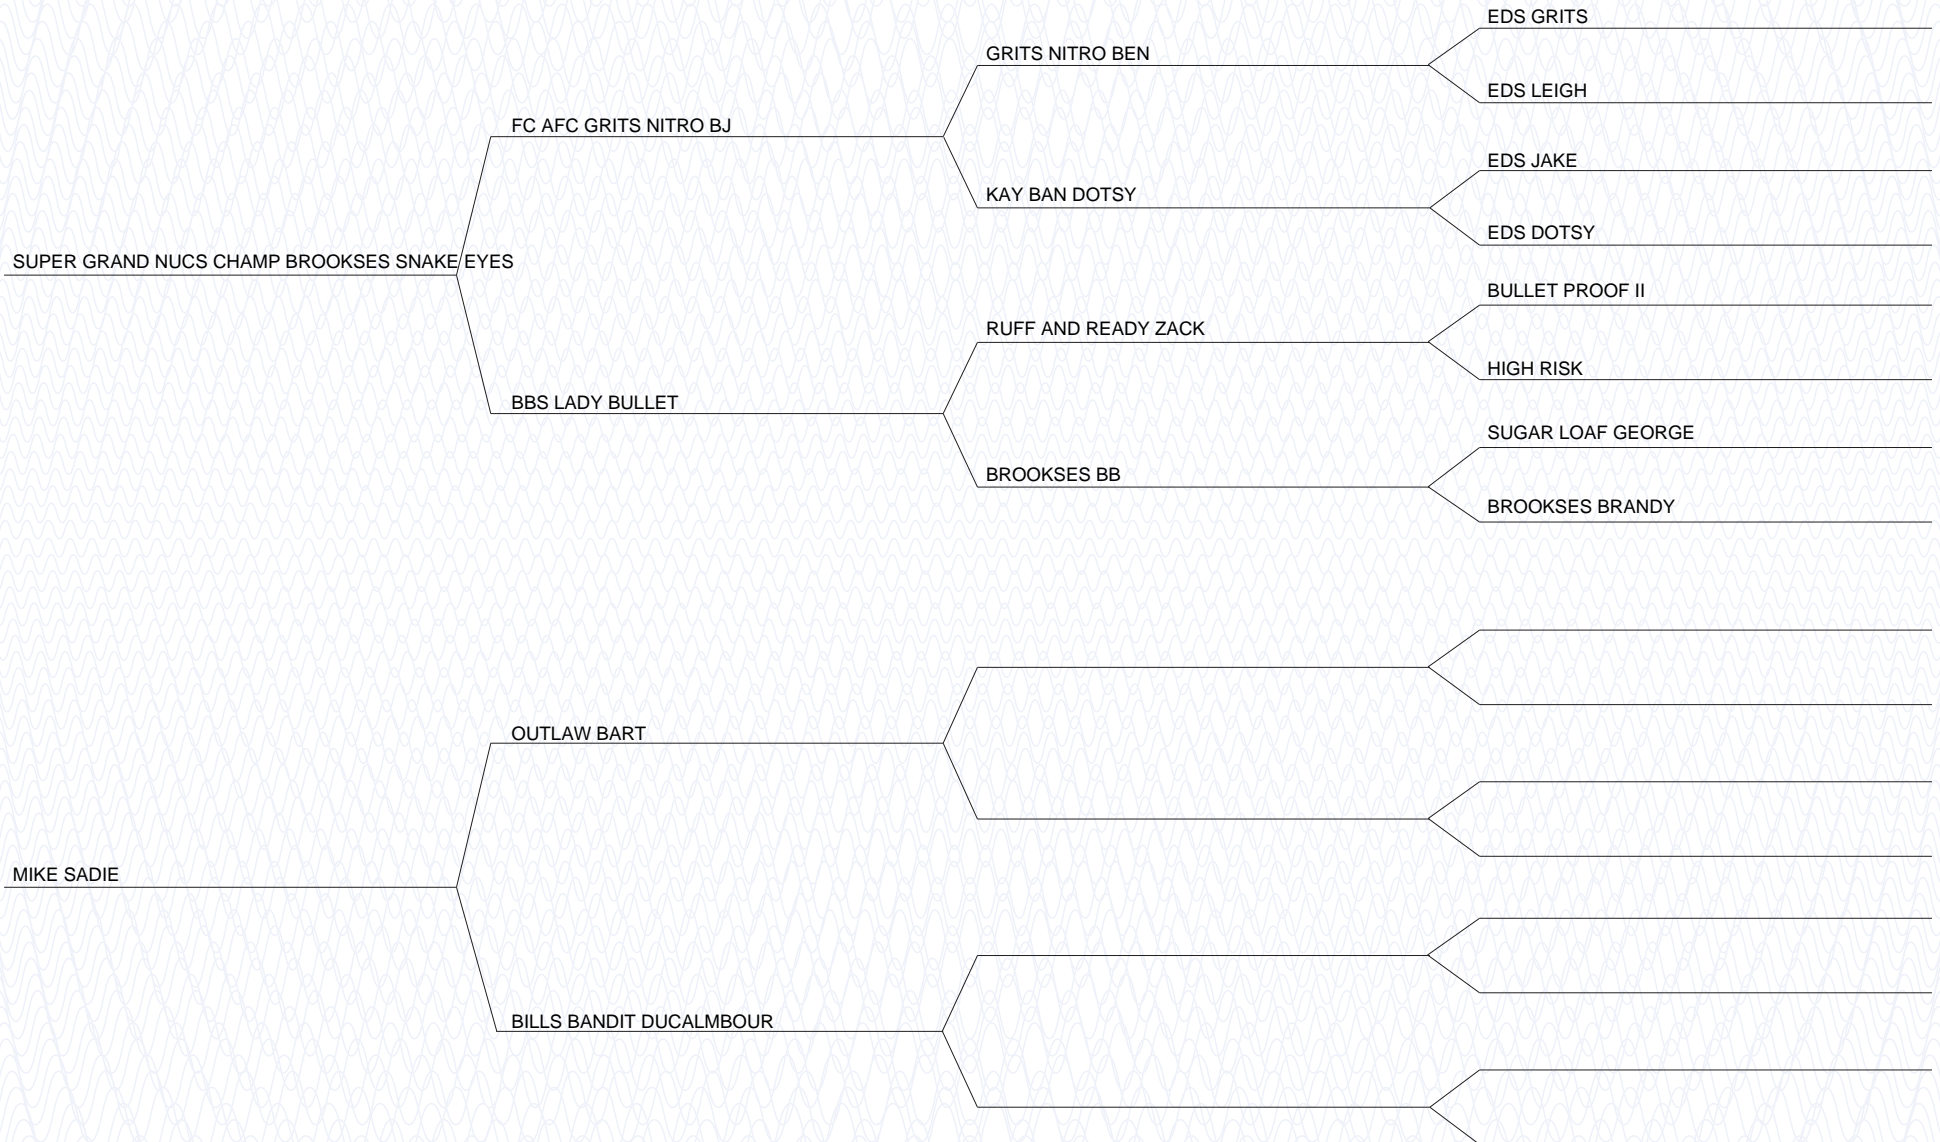 EDS GRITS
GRITS NITRO BEN
EDS LEIGH
FC AFC GRITS NITRO BJ
EDS JAKE
KAY BAN DOTSY
EDS DOTSY
SUPER GRAND NUCS CHAMP BROOKSES SNAKE EYES
BULLET PROOF II
RUFF AND READY ZACK
HIGH RISK
BBS LADY BULLET
SUGAR LOAF GEORGE
BROOKSES BB
BROOKSES BRANDY
OUTLAW BART
MIKE SADIE
BILLS BANDIT DUCALMBOUR